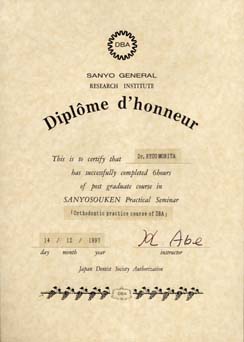 DBA
SANYO GENERAL
RESEARCH INSTITUTE
Diplôme d'honneur
This is to certify that Dr. RYUO MORITA
has successfully completed 6hours
of post graduate course in
SANYOSOUKEN Practical Seminar
「Orthodontic practice course of DBA」
14 / 12 / 1997
day month year instructor
Japan Dentist Society Authorization
DBA